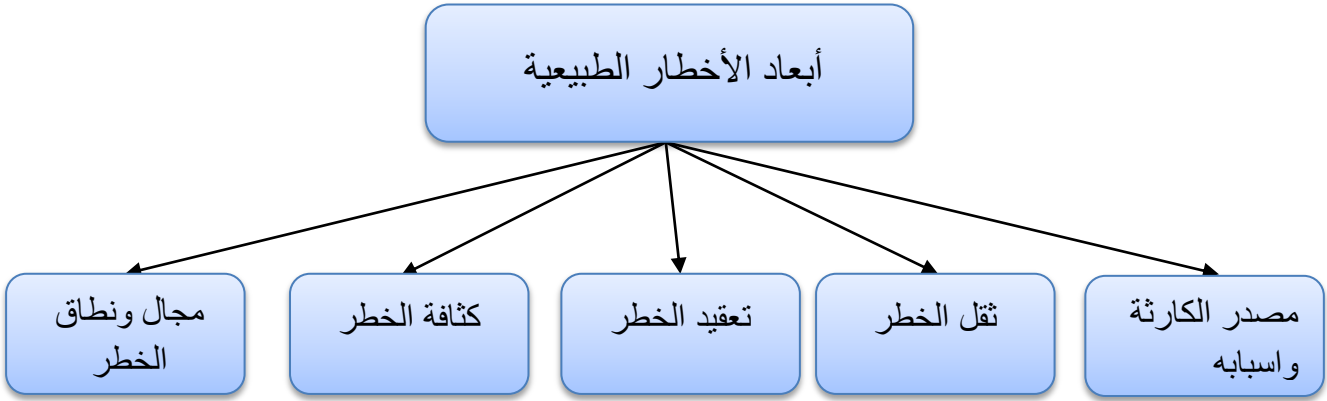 أبعاد الأخطار الطبيعية
مصدر الكارثة
واسبابه
ثقل الخطر
تعقيد الخطر
كثافة الخطر
مجال ونطاق
الخطر